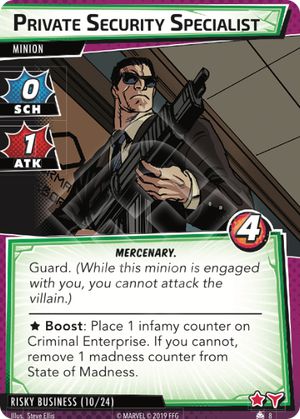 Private Security Specialist
MINION
0
SCH
1
ATK
4
MERCENARY.
Guard. (While this minion is engaged
with you, you cannot attack the
villain.)
★ Boost: Place 1 infamy counter on
Criminal Enterprise. If you cannot,
remove 1 madness counter from
State of Madness.
RISKY BUSINESS (10/24)
Illus. Steve Ellis
© MARVEL © 2019 FFG
8